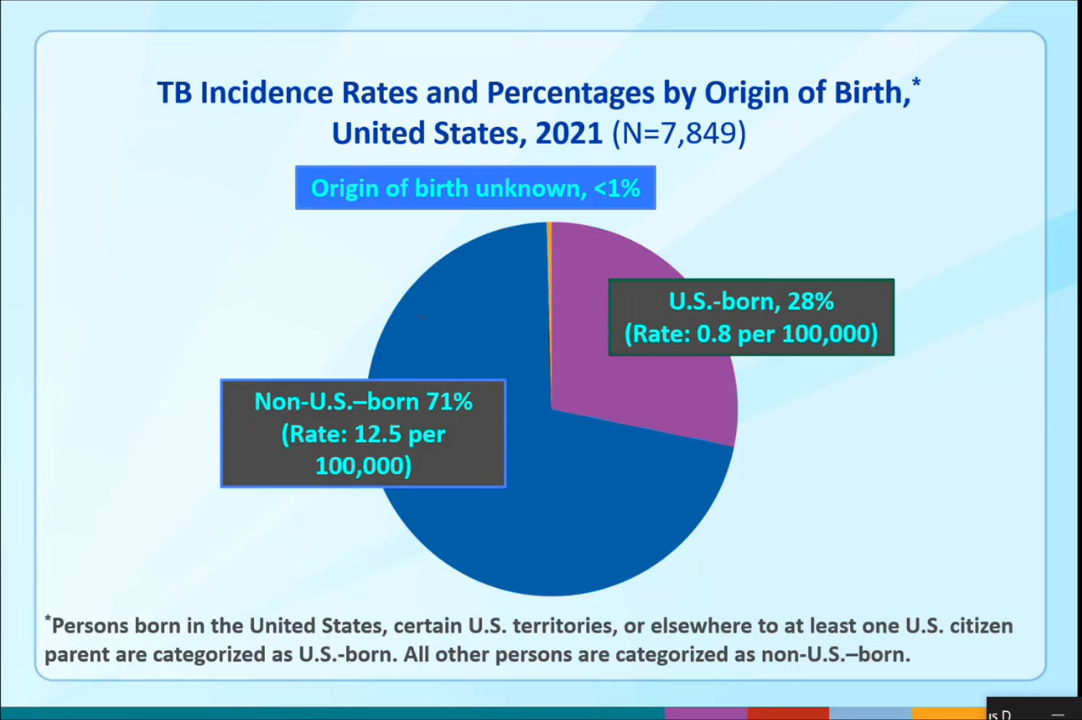 TB Incidence Rates and Percentages by Origin of Birth,*
United States, 2021 (N=7,849)
Origin of birth unknown, <1%
U.S.-born, 28%
(Rate: 0.8 per 100,000)
Non-U.S.–born 71%
(Rate: 12.5 per
100,000)
*Persons born in the United States, certain U.S. territories, or elsewhere to at least one U.S. citizen
parent are categorized as U.S.-born. All other persons are categorized as non-U.S.–born.